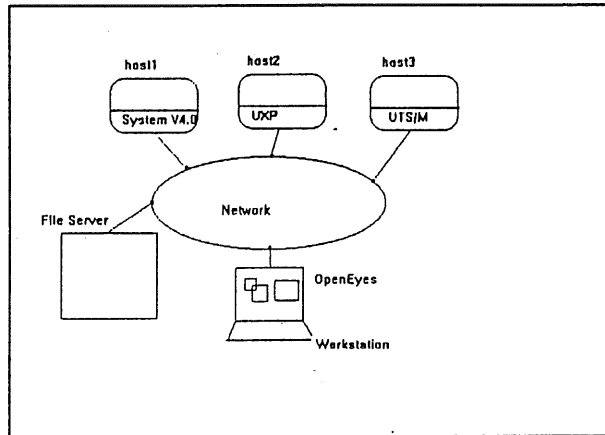 host1
host2
host3
System V4.0
UXP
UTS/M
Network
File Server
OpenEyes
Workstation